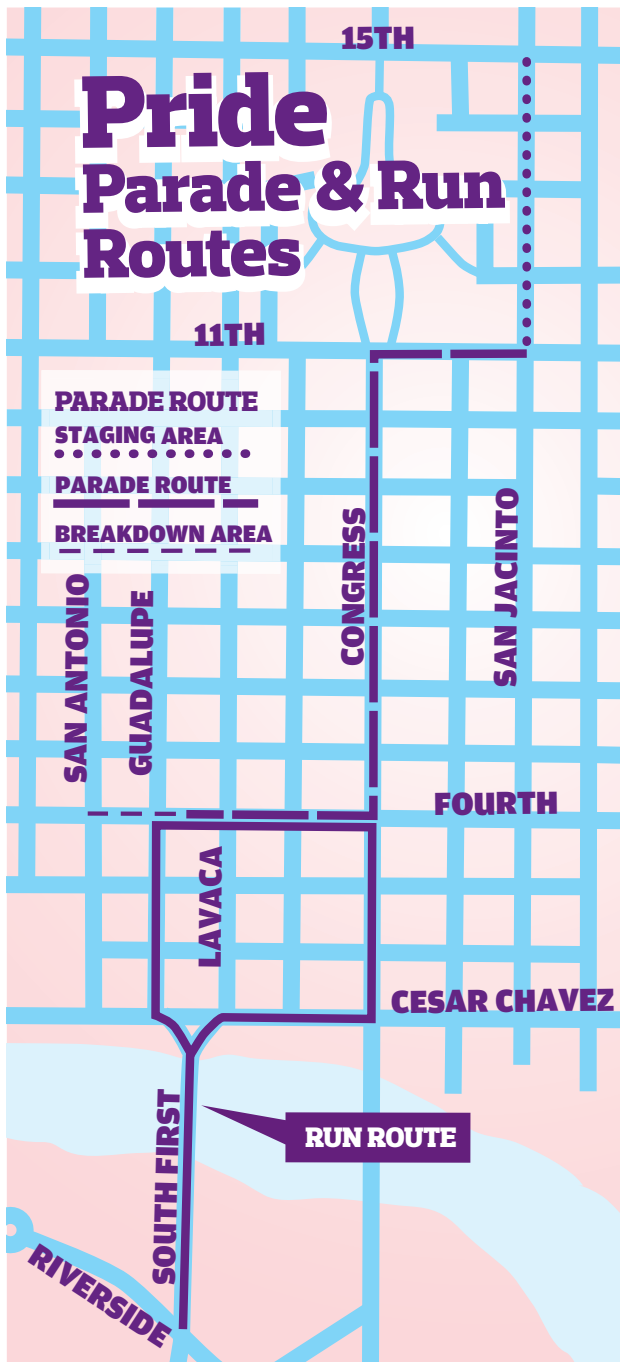 15TH
Pride
Parade & Run
Routes
11TH
PARADE ROUTE
STAGING AREA
PARADE ROUTE
BREAKDOWN AREA
SAN ANTONIO
GUADALUPE
CONGRESS
SAN JACINTO
FOURTH
LAVACA
CESAR CHAVEZ
SOUTH FIRST
RUN ROUTE
RIVERSIDE